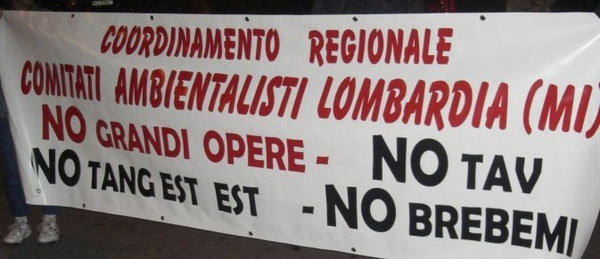 COORDINAMENTO REGIONALE
COMITATI AMBIENTALISTI LOMBARDIA (MI)
NO GRANDI OPERE - NO TAV
NO TANG EST EST - NO BREBEMI